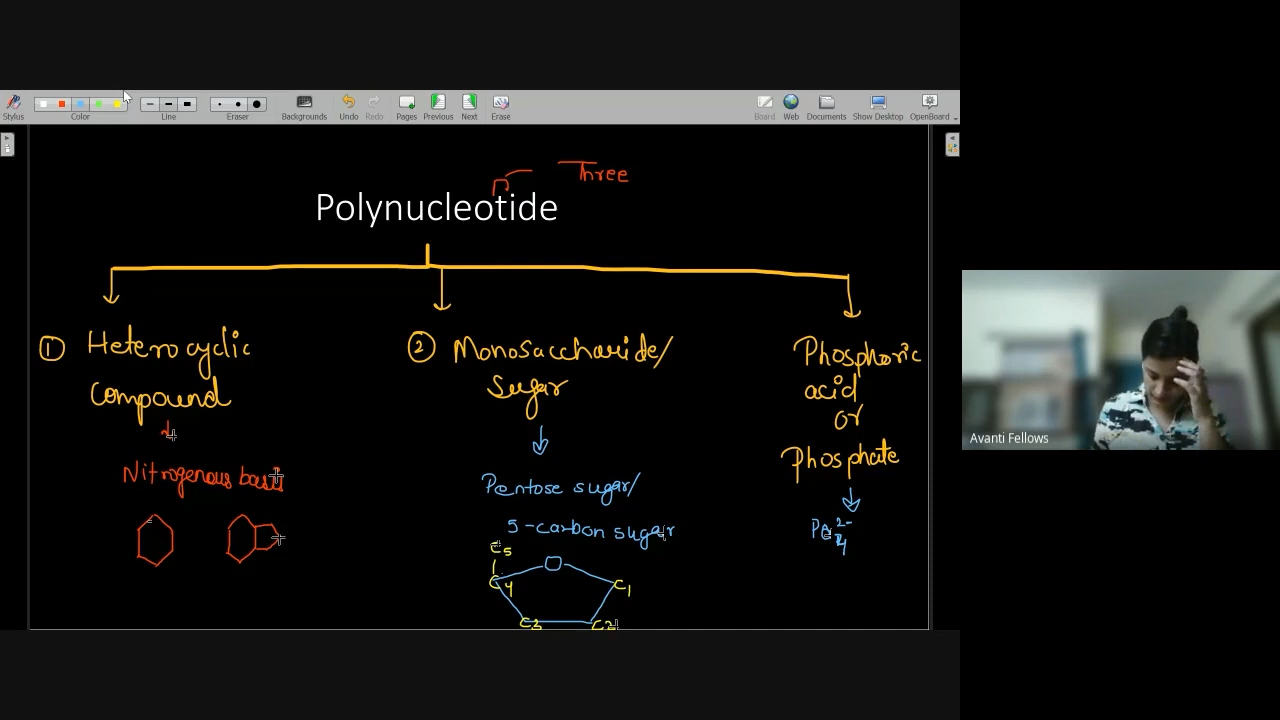 Stylus
Color
Line
Eraser
Backgrounds
Undo
Redo
Pages
Previous
Next
Erase
Board
Web
Documents
Show Desktop
OpenBoard
Three
Polynucleotide
① Heterocyclic
compound
Nitrogenous bases
② Monosaccharide/
Sugar
Pentose sugar/
5-carbon sugar
C5
O
C4
C1
C3
C2
Phosphoric
acid
or
Phosphate
Avanti Fellows